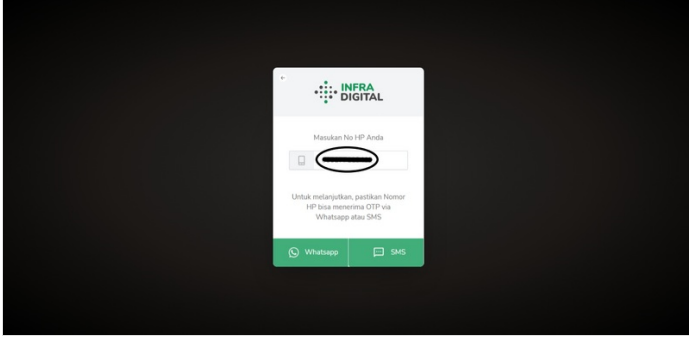 INFRA
DIGITAL
Masukan No HP Anda
Untuk melanjutkan, pastikan Nomor
HP bisa menerima OTP via
Whatsapp atau SMS
Whatsapp SMS